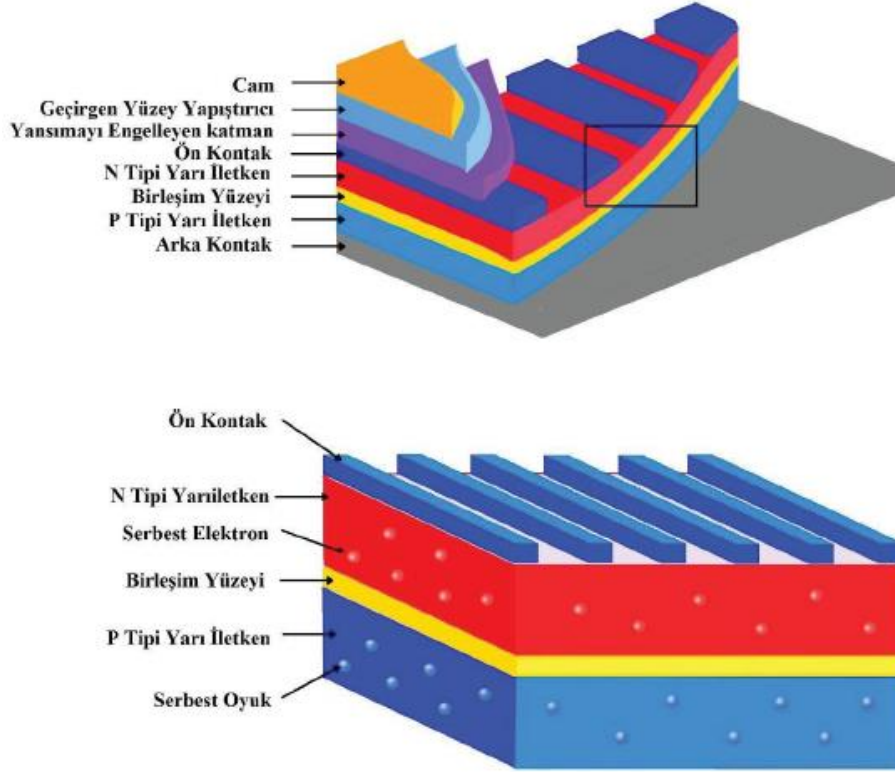 Cam
Geçirgen Yüzey Yapıştırıcı
Yansımayı Engelleyen katman
Ön Kontak
N Tipi Yarı İletken
Birleşim Yüzeyi
P Tipi Yarı İletken
Arka Kontak
Ön Kontak
N Tipi Yarıiletken
Serbest Elektron
Birleşim Yüzeyi
P Tipi Yarı İletken
Serbest Oyuk